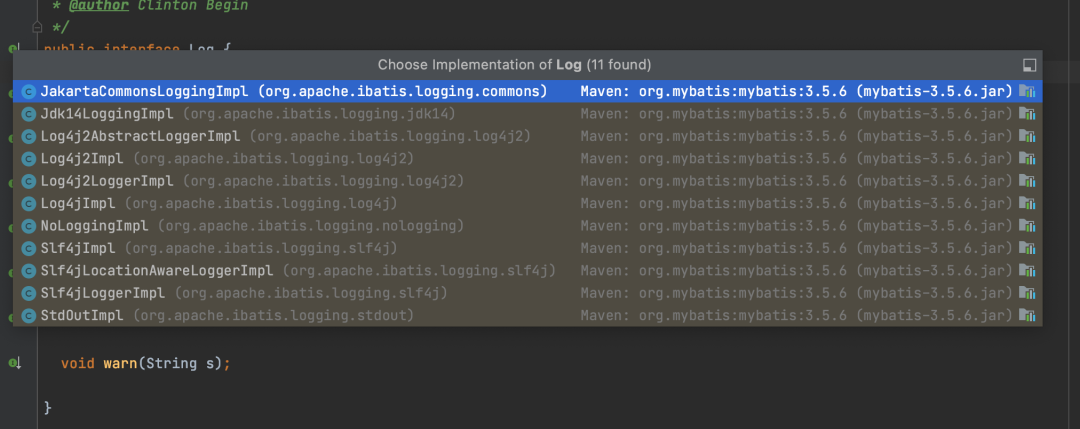 * @author Clinton Begin
*/
public interface Log {
Choose Implementation of Log (11 found)
JakartaCommonsLoggingImpl (org.apache.ibatis.logging.commons) Maven: org.mybatis:mybatis:3.5.6 (mybatis-3.5.6.jar)
Jdk14LoggingImpl (org.apache.ibatis.logging.jdk14) Maven: org.mybatis:mybatis:3.5.6 (mybatis-3.5.6.jar)
Log4j2AbstractLoggerImpl (org.apache.ibatis.logging.log4j2) Maven: org.mybatis:mybatis:3.5.6 (mybatis-3.5.6.jar)
Log4j2Impl (org.apache.ibatis.logging.log4j2) Maven: org.mybatis:mybatis:3.5.6 (mybatis-3.5.6.jar)
Log4j2LoggerImpl (org.apache.ibatis.logging.log4j2) Maven: org.mybatis:mybatis:3.5.6 (mybatis-3.5.6.jar)
Log4jImpl (org.apache.ibatis.logging.log4j) Maven: org.mybatis:mybatis:3.5.6 (mybatis-3.5.6.jar)
NoLoggingImpl (org.apache.ibatis.logging.nologging) Maven: org.mybatis:mybatis:3.5.6 (mybatis-3.5.6.jar)
Slf4jImpl (org.apache.ibatis.logging.slf4j) Maven: org.mybatis:mybatis:3.5.6 (mybatis-3.5.6.jar)
Slf4jLocationAwareLoggerImpl (org.apache.ibatis.logging.slf4j) Maven: org.mybatis:mybatis:3.5.6 (mybatis-3.5.6.jar)
Slf4jLoggerImpl (org.apache.ibatis.logging.slf4j) Maven: org.mybatis:mybatis:3.5.6 (mybatis-3.5.6.jar)
StdOutImpl (org.apache.ibatis.logging.stdout) Maven: org.mybatis:mybatis:3.5.6 (mybatis-3.5.6.jar)
void warn(String s);
}